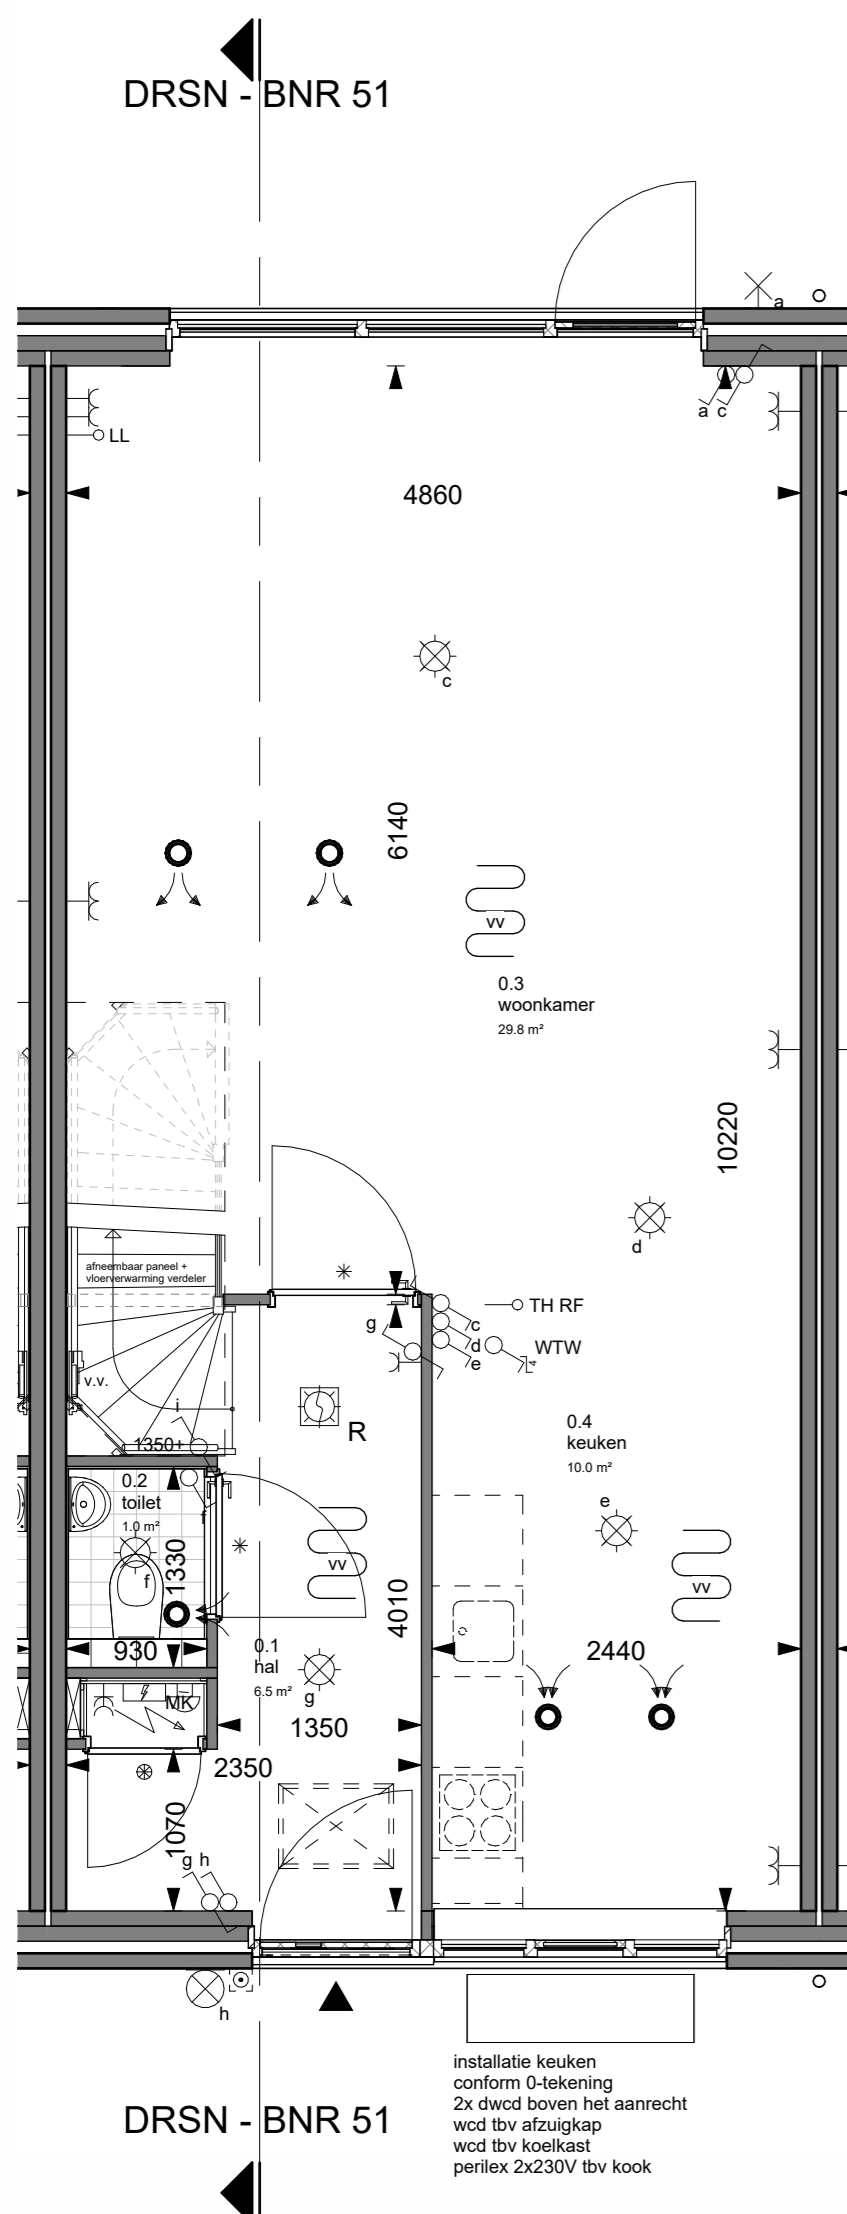 DRSN - BNR 51
a
a c
LL
4860
c
6140
vv
0.3
woonkamer
29.8 m²
10220
d
afneembaar paneel +
vloerverwarming verdeler
TH RF
g
c
d
e
WTW
4
v.v.
i
R
1350+
0.4
keuken
10.0 m²
0.2
toilet
1.0 m²
f
e
f
1330
vv
vv
4010
930
0.1
hal
6.5 m²
g
2440
MK
1350
2350
1070
g h
h
installatie keuken
conform 0-tekening
2x dwcd boven het aanrecht
wcd tbv afzuigkap
wcd tbv koelkast
perilex 2x230V tbv kook
DRSN - BNR 51